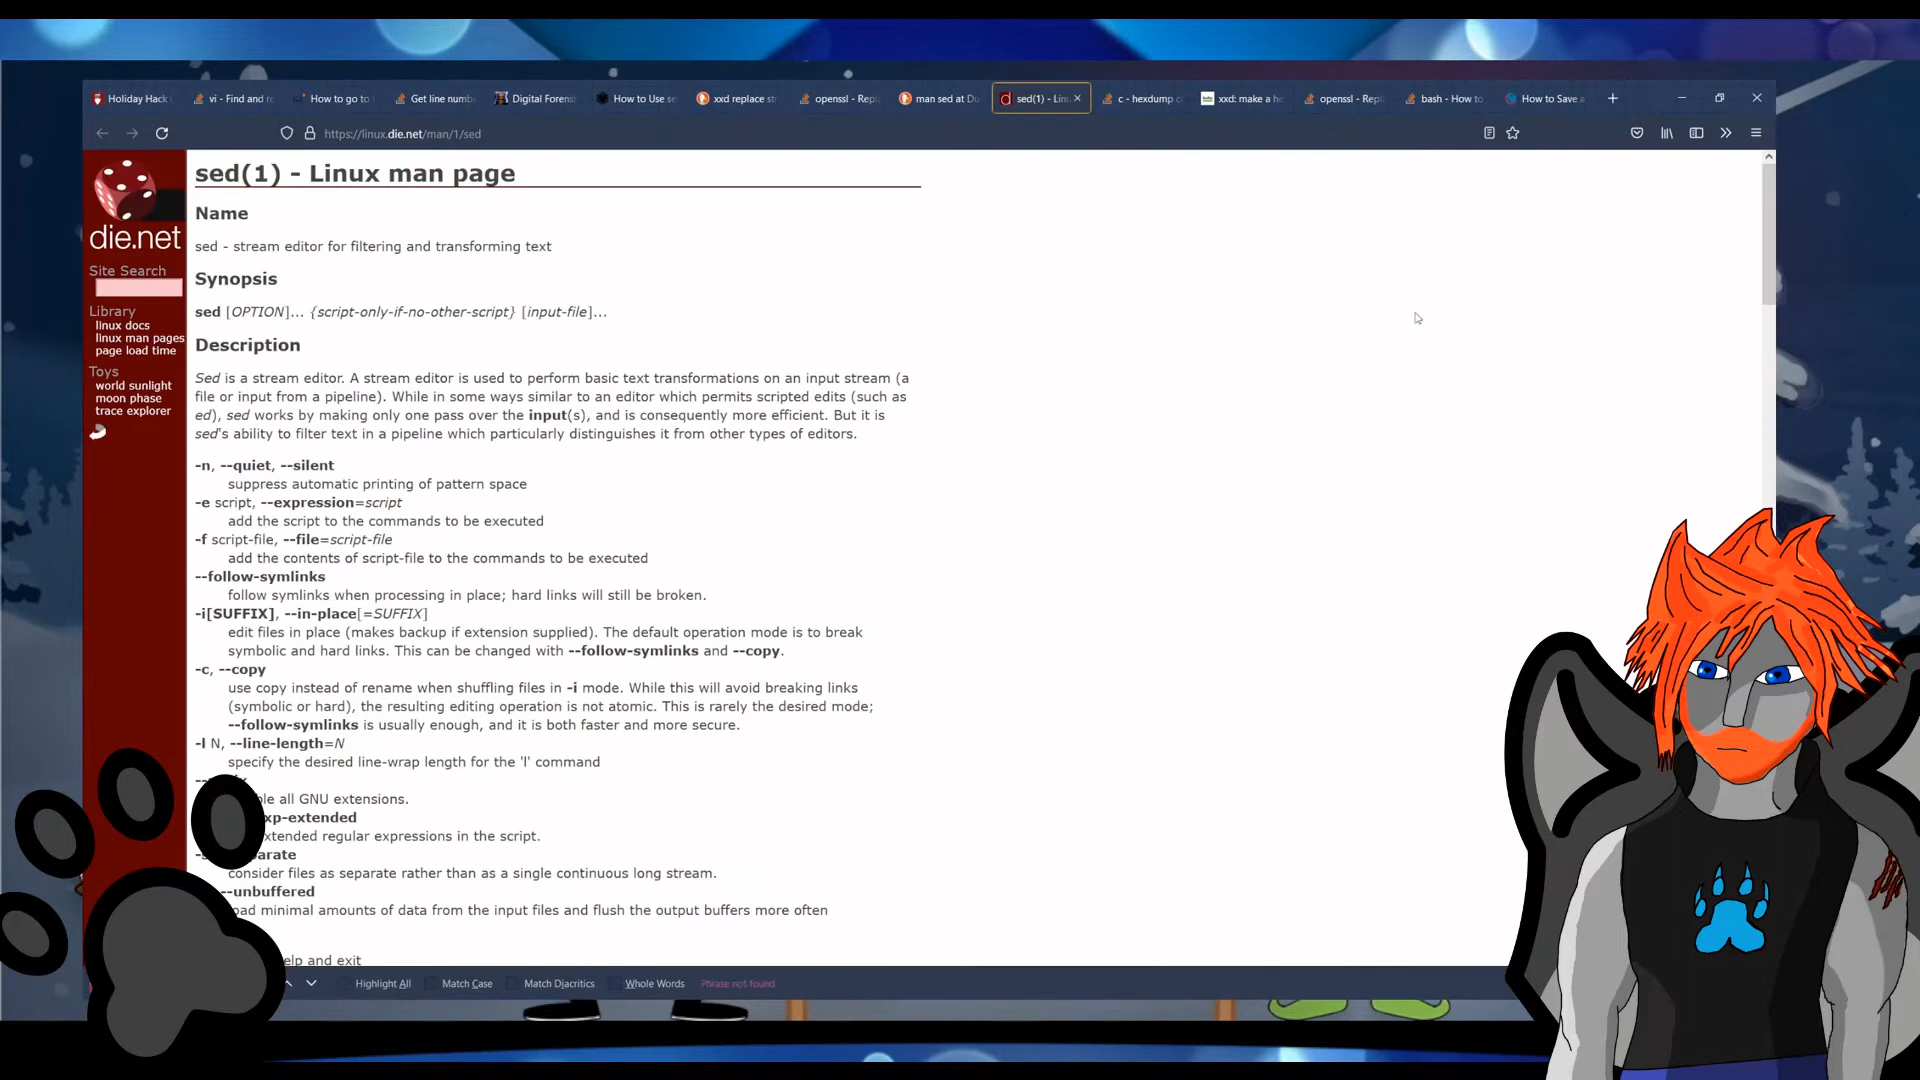 Holiday Hack
vi - Find and re
How to go to
Get line numb
Digital Forens
How to Use se
xxd replace str
openssl - Repl
man sed at Du
sed(1) - Linu
c - hexdump c
xxd: make a he
openssl - Repl
bash - How to
How to Save a
https://linux.die.net/man/1/sed
die.net
Site Search
Library
linux docs
linux man pages
page load time
Toys
world sunlight
moon phase
trace explorer
sed(1) - Linux man page
Name
sed - stream editor for filtering and transforming text
Synopsis
sed [OPTION]... {script-only-if-no-other-script} [input-file]...
Description
Sed is a stream editor. A stream editor is used to perform basic text transformations on an input stream (a
file or input from a pipeline). While in some ways similar to an editor which permits scripted edits (such as
ed), sed works by making only one pass over the input(s), and is consequently more efficient. But it is
sed's ability to filter text in a pipeline which particularly distinguishes it from other types of editors.
-n, --quiet, --silent
suppress automatic printing of pattern space
-e script, --expression=script
add the script to the commands to be executed
-f script-file, --file=script-file
add the contents of script-file to the commands to be executed
--follow-symlinks
follow symlinks when processing in place; hard links will still be broken.
-i[SUFFIX], --in-place[=SUFFIX]
edit files in place (makes backup if extension supplied). The default operation mode is to break
symbolic and hard links. This can be changed with --follow-symlinks and --copy.
-c, --copy
use copy instead of rename when shuffling files in -i mode. While this will avoid breaking links
(symbolic or hard), the resulting editing operation is not atomic. This is rarely the desired mode;
--follow-symlinks is usually enough, and it is both faster and more secure.
-l N, --line-length=N
specify the desired line-wrap length for the 'l' command
ble all GNU extensions.
xp-extended
xtended regular expressions in the script.
arate
consider files as separate rather than as a single continuous long stream.
--unbuffered
oad minimal amounts of data from the input files and flush the output buffers more often
elp and exit
Highlight All
Match Case
Match Diacritics
Whole Words
Phrase not found